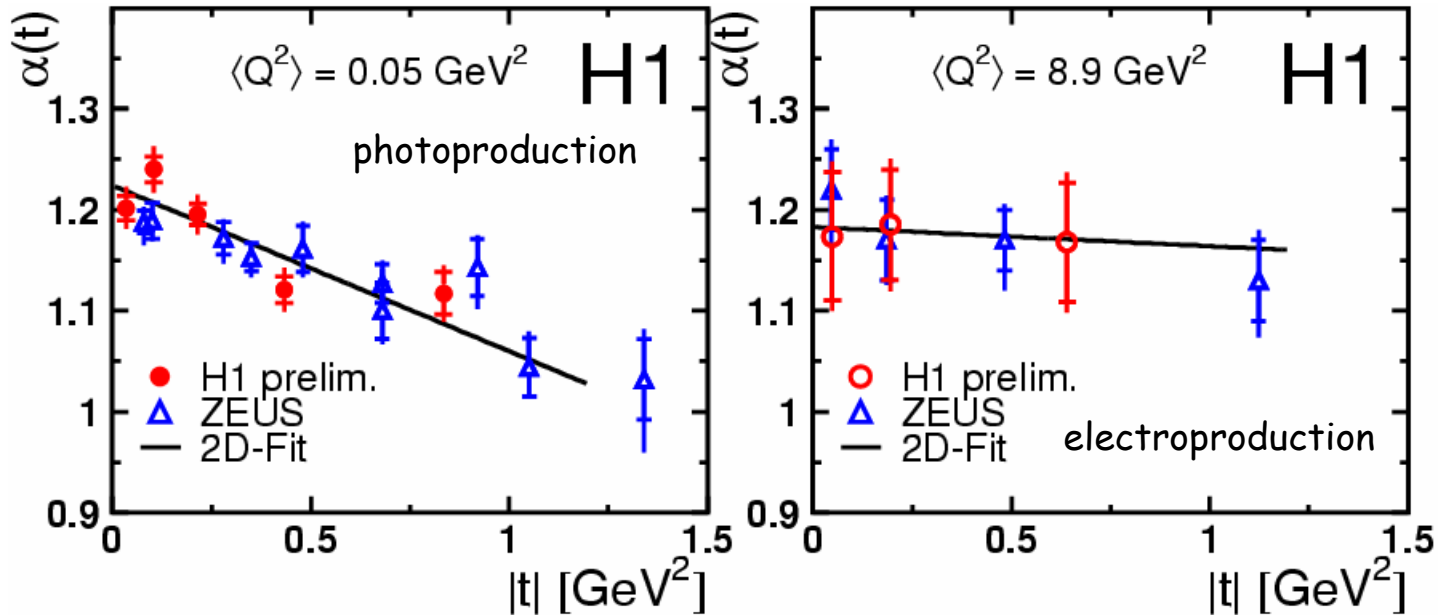 α(t)
⟨Q²⟩ = 0.05 GeV²
H1
photoproduction
1.3
1.2
1.1
1
0.9
H1 prelim.
ZEUS
2D-Fit
0
0.5
1
1.5
|t| [GeV²]
α(t)
⟨Q²⟩ = 8.9 GeV²
H1
1.3
1.2
1.1
1
0.9
H1 prelim.
ZEUS
2D-Fit
electroproduction
0
0.5
1
1.5
|t| [GeV²]